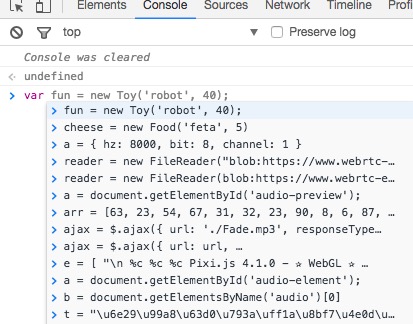 Elements Console Sources Network Timeline Profi
top Preserve log
Console was cleared
undefined
var fun = new Toy('robot', 40);
fun = new Toy('robot', 40);
cheese = new Food('feta', 5)
a = { hz: 8000, bit: 8, channel: 1 }
reader = new FileReader("blob:https://www.webrtc-e…
reader = new FileReader("blob:https://www.webrtc-e…
a = document.getElementById('audio-preview');
arr = [63, 23, 54, 67, 31, 32, 23, 90, 8, 6, 87, …
ajax = $.ajax({ url: './Fade.mp3', responseType…
ajax = $.ajax({ url: url, …
e = [ "\n %c %c %c Pixi.js 4.1.0 - ✰ WebGL ✰ …
a = document.getElementById('audio-element');
b = document.getElementsByName('audio')[0]
t = "\u6e29\u99a8\u63d0\u793a\uff1a\u8bf7\u4e0d\u…